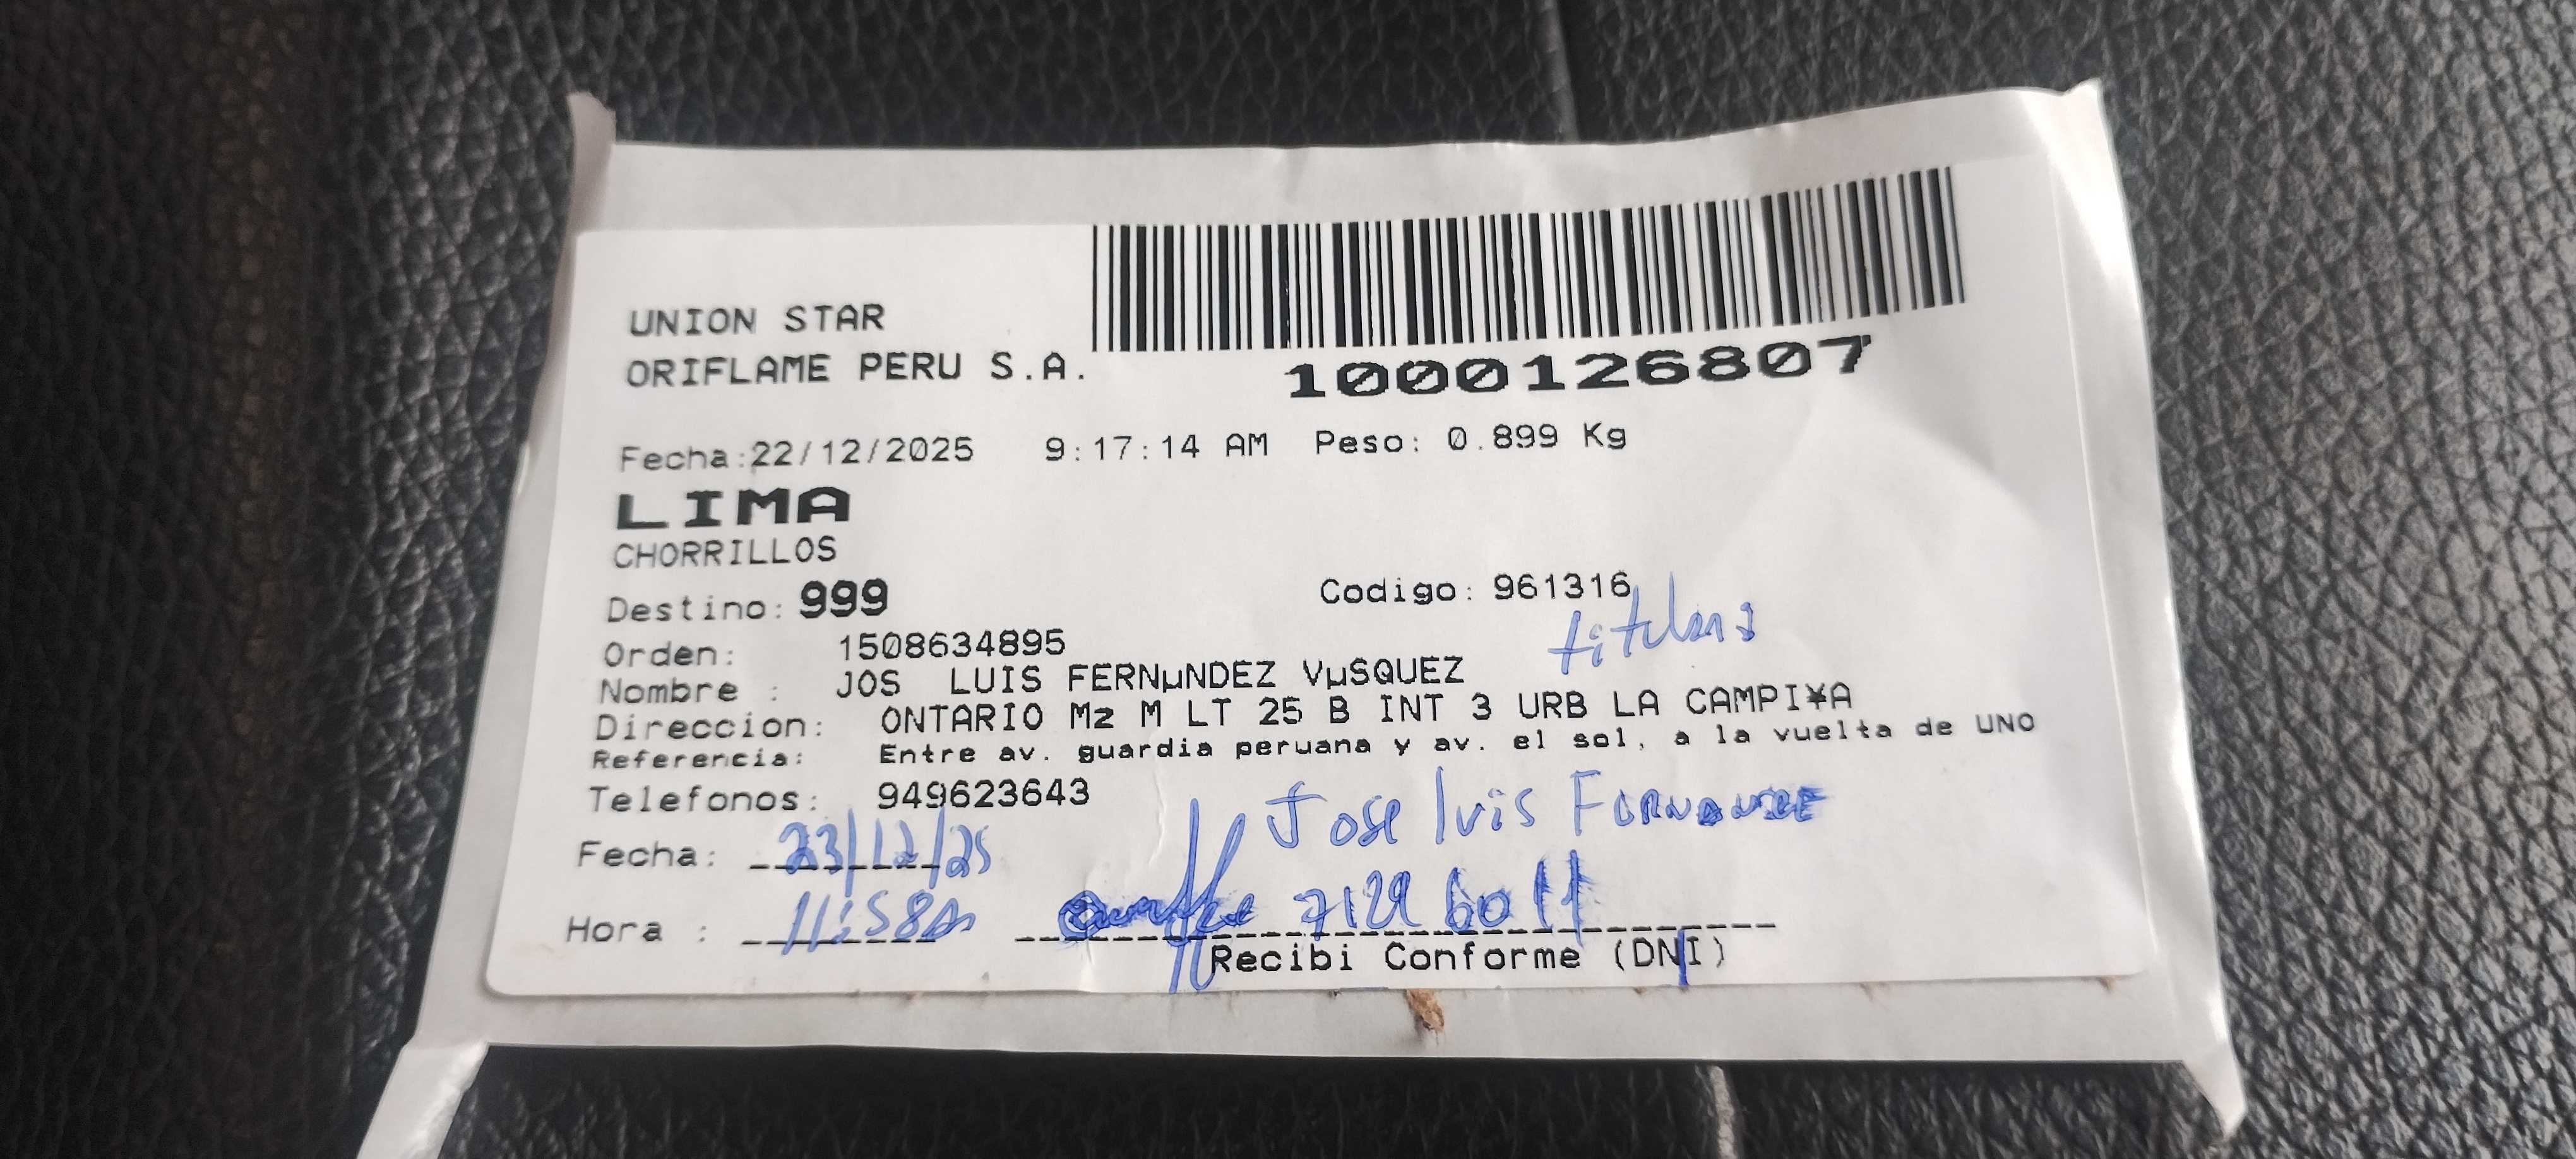 UNION STAR
ORIFLAME PERU S.A.
1000126807
Fecha:22/12/2025 9:17:14 AM Peso: 0.899 Kg
LIMA
CHORRILLOS
Destino: 999 Codigo: 961316
Orden: 1508634895
Nombre : JOS LUIS FERNµNDEZ VµSQUEZ
Direccion: ONTARIO Mz M LT 25 B INT 3 URB LA CAMPI¥A
Referencia: Entre av. guardia peruana y av. el sol, a la vuelta de UNO
Telefonos: 949623643
Jose luis
Fecha: 23/12/25
Hora : 11:58 71296011
Recibi Conforme (DNI)